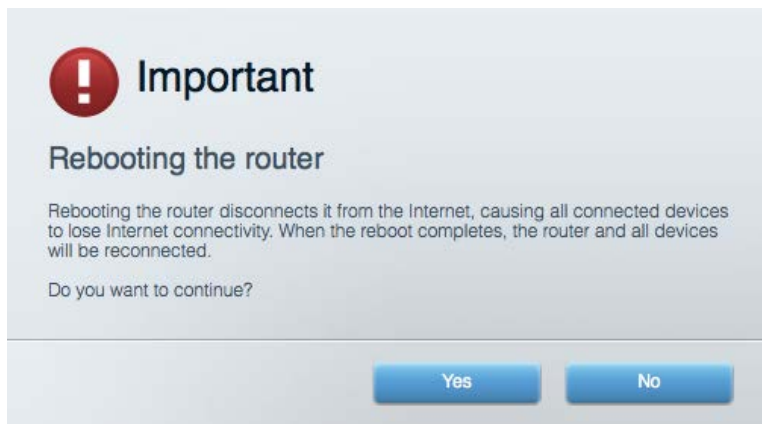 Important
Rebooting the router
Rebooting the router disconnects it from the Internet, causing all connected devices
to lose Internet connectivity. When the reboot completes, the router and all devices
will be reconnected.
Do you want to continue?
Yes No